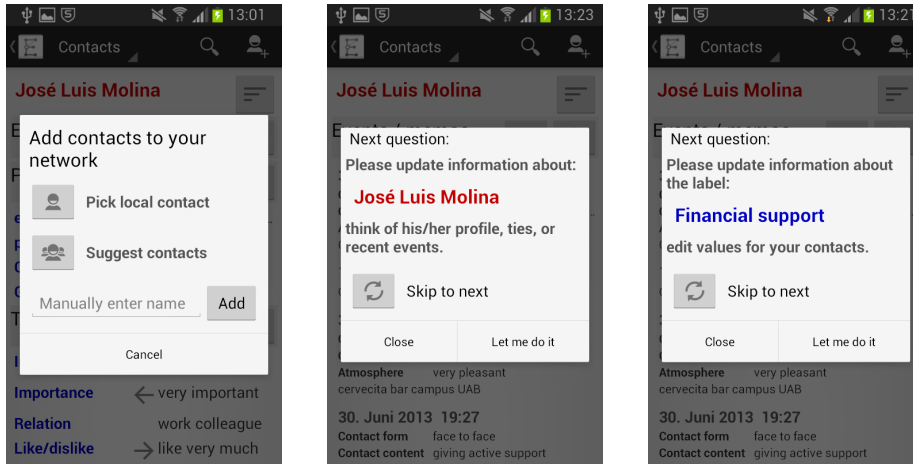 13:01
Contacts
José Luis Molina
Add contacts to your
network
Pick local contact
Suggest contacts
Manually enter name Add
Cancel
Importance very important
Relation work colleague
Like/dislike like very much
13:23
Contacts
José Luis Molina
Events / memos
Next question:
Please update information about:
José Luis Molina
think of his/her profile, ties, or
recent events.
Skip to next
Close Let me do it
Atmosphere very pleasant
cervecita bar campus UAB
30. Juni 2013 19:27
Contact form face to face
Contact content giving active support
13:21
Contacts
José Luis Molina
Events / memos
Next question:
Please update information about
the label:
Financial support
edit values for your contacts.
Skip to next
Close Let me do it
Atmosphere very pleasant
cervecita bar campus UAB
30. Juni 2013 19:27
Contact form face to face
Contact content giving active support